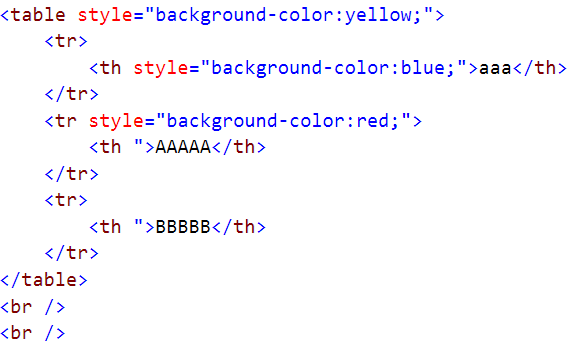 <table style="background-color:yellow;">
    <tr>
        <th style="background-color:blue;">aaa</th>
    </tr>
    <tr style="background-color:red;">
        <th ">AAAAA</th>
    </tr>
    <tr>
        <th ">BBBBB</th>
    </tr>
</table>
<br />
<br />